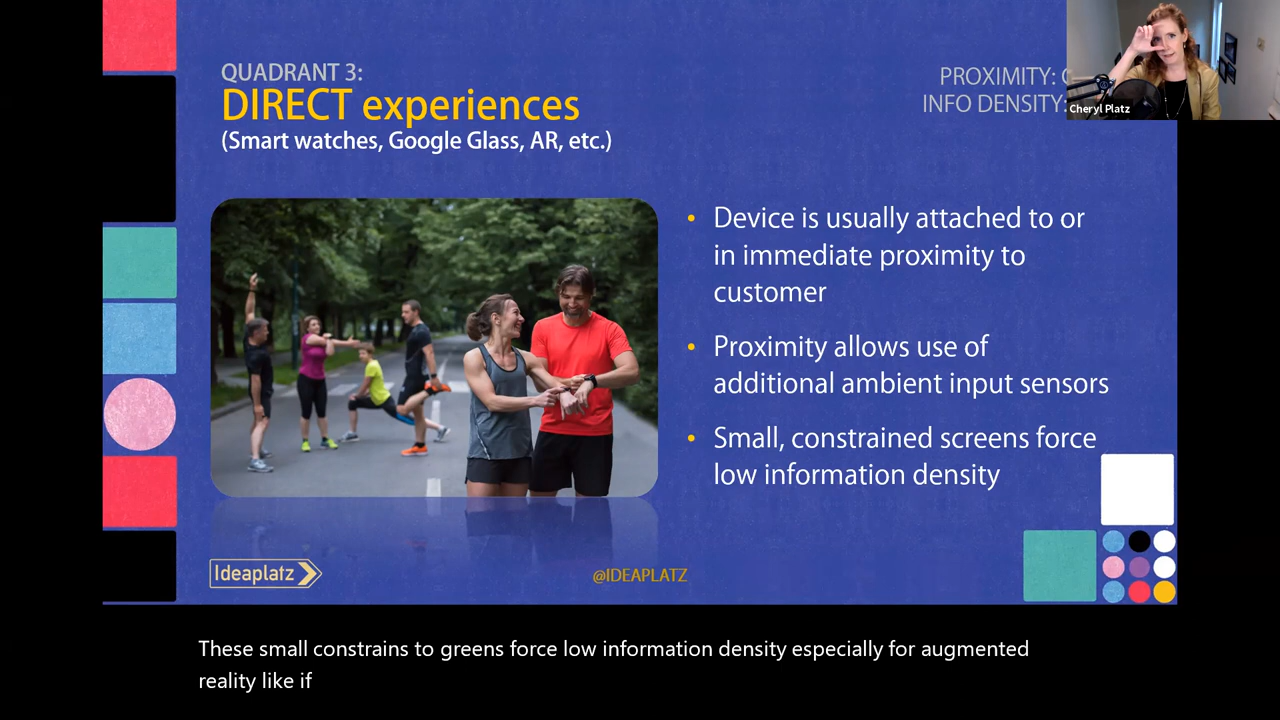 QUADRANT 3:
DIRECT experiences
(Smart watches, Google Glass, AR, etc.)
PROXIMITY:
INFO DENSITY:
Cheryl Platz
• Device is usually attached to or
in immediate proximity to
customer
• Proximity allows use of
additional ambient input sensors
• Small, constrained screens force
low information density
Ideaplatz
@IDEAPLATZ
These small constrains to greens force low information density especially for augmented
reality like if